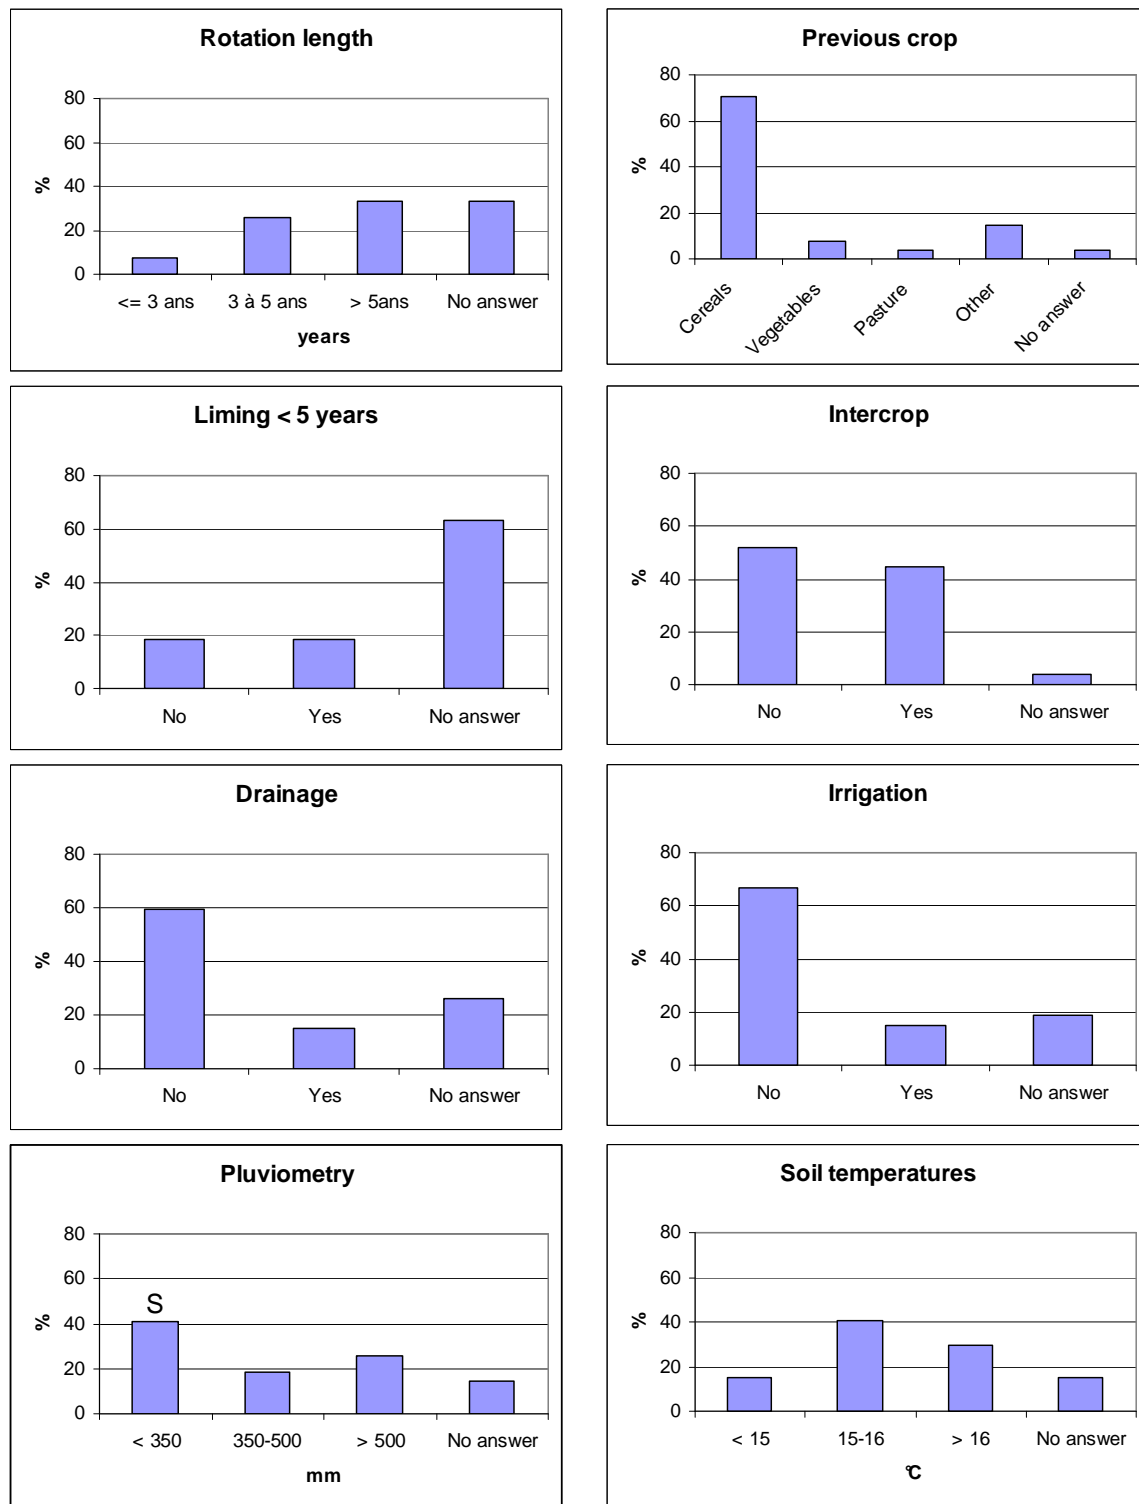 Rotation length
80
60
40
20
0
%
<= 3 ans 3 à 5 ans > 5ans No answer
years
Previous crop
80
60
40
20
0
%
Cereals Vegetables Pasture Other No answer
Liming < 5 years
80
60
40
20
0
%
No Yes No answer
Intercrop
80
60
40
20
0
%
No Yes No answer
Drainage
80
60
40
20
0
%
No Yes No answer
Irrigation
80
60
40
20
0
%
No Yes No answer
Pluviometry
80
60
40
20
0
%
S
< 350 350-500 > 500 No answer
mm
Soil temperatures
80
60
40
20
0
%
< 15 15-16 > 16 No answer
°C